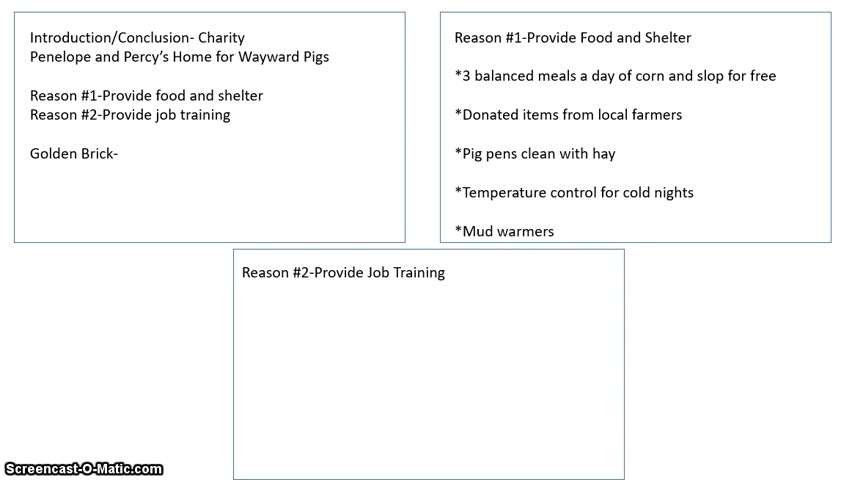 Introduction/Conclusion- Charity
Penelope and Percy's Home for Wayward Pigs
Reason #1-Provide food and shelter
Reason #2-Provide job training
Golden Brick-
Reason #1-Provide Food and Shelter
*3 balanced meals a day of corn and slop for free
*Donated items from local farmers
*Pig pens clean with hay
*Temperature control for cold nights
*Mud warmers
Reason #2-Provide Job Training
Screencast-O-Matic.com